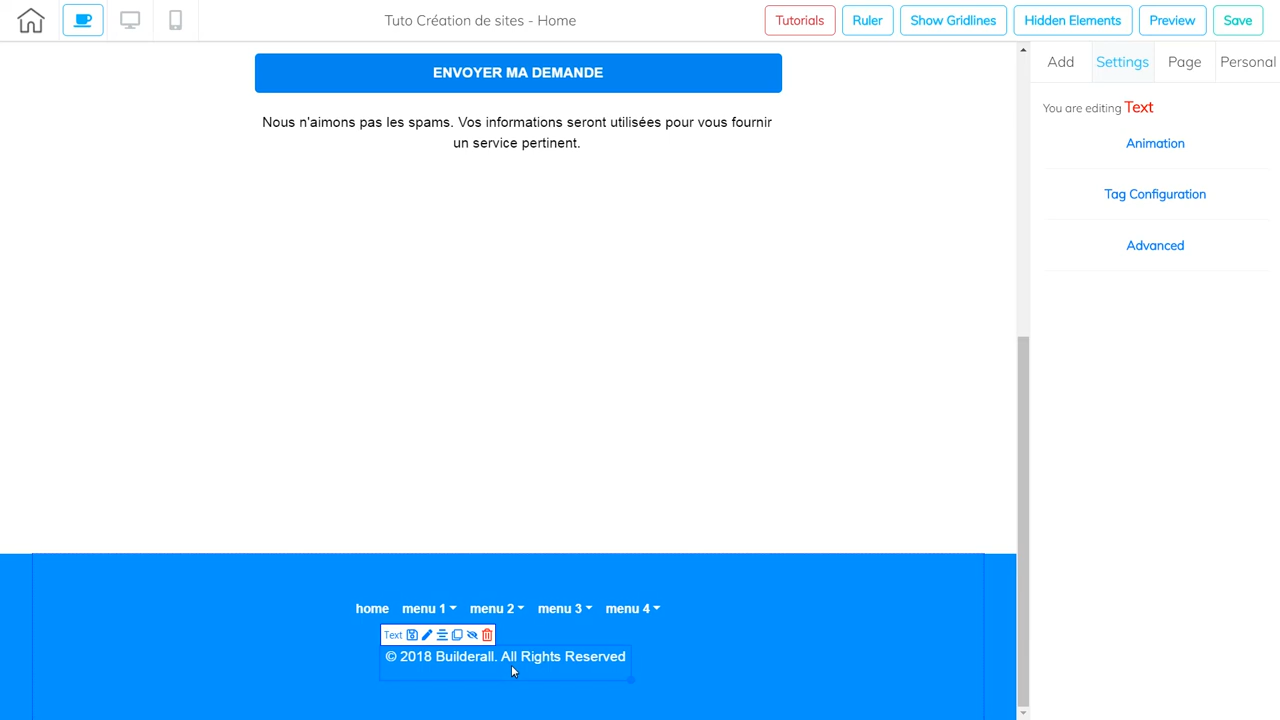 Tuto Création de sites - Home
Tutorials
Ruler
Show Gridlines
Hidden Elements
Preview
Save
Add
Settings
Page
Personal
ENVOYER MA DEMANDE
Nous n'aimons pas les spams. Vos informations seront utilisées pour vous fournir
un service pertinent.
You are editing Text
Animation
Tag Configuration
Advanced
home
menu 1
menu 2
menu 3
menu 4
Text
© 2018 Builderall. All Rights Reserved